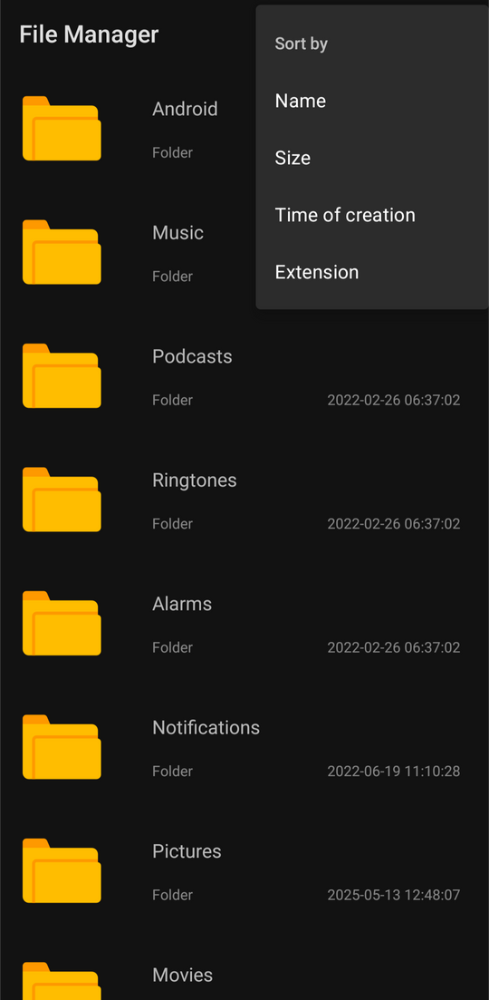 File Manager
Sort by
Name
Size
Time of creation
Extension
Android
Folder
Music
Folder
Podcasts
Folder 2022-02-26 06:37:02
Ringtones
Folder 2022-02-26 06:37:02
Alarms
Folder 2022-02-26 06:37:02
Notifications
Folder 2022-06-19 11:10:28
Pictures
Folder 2025-05-13 12:48:07
Movies